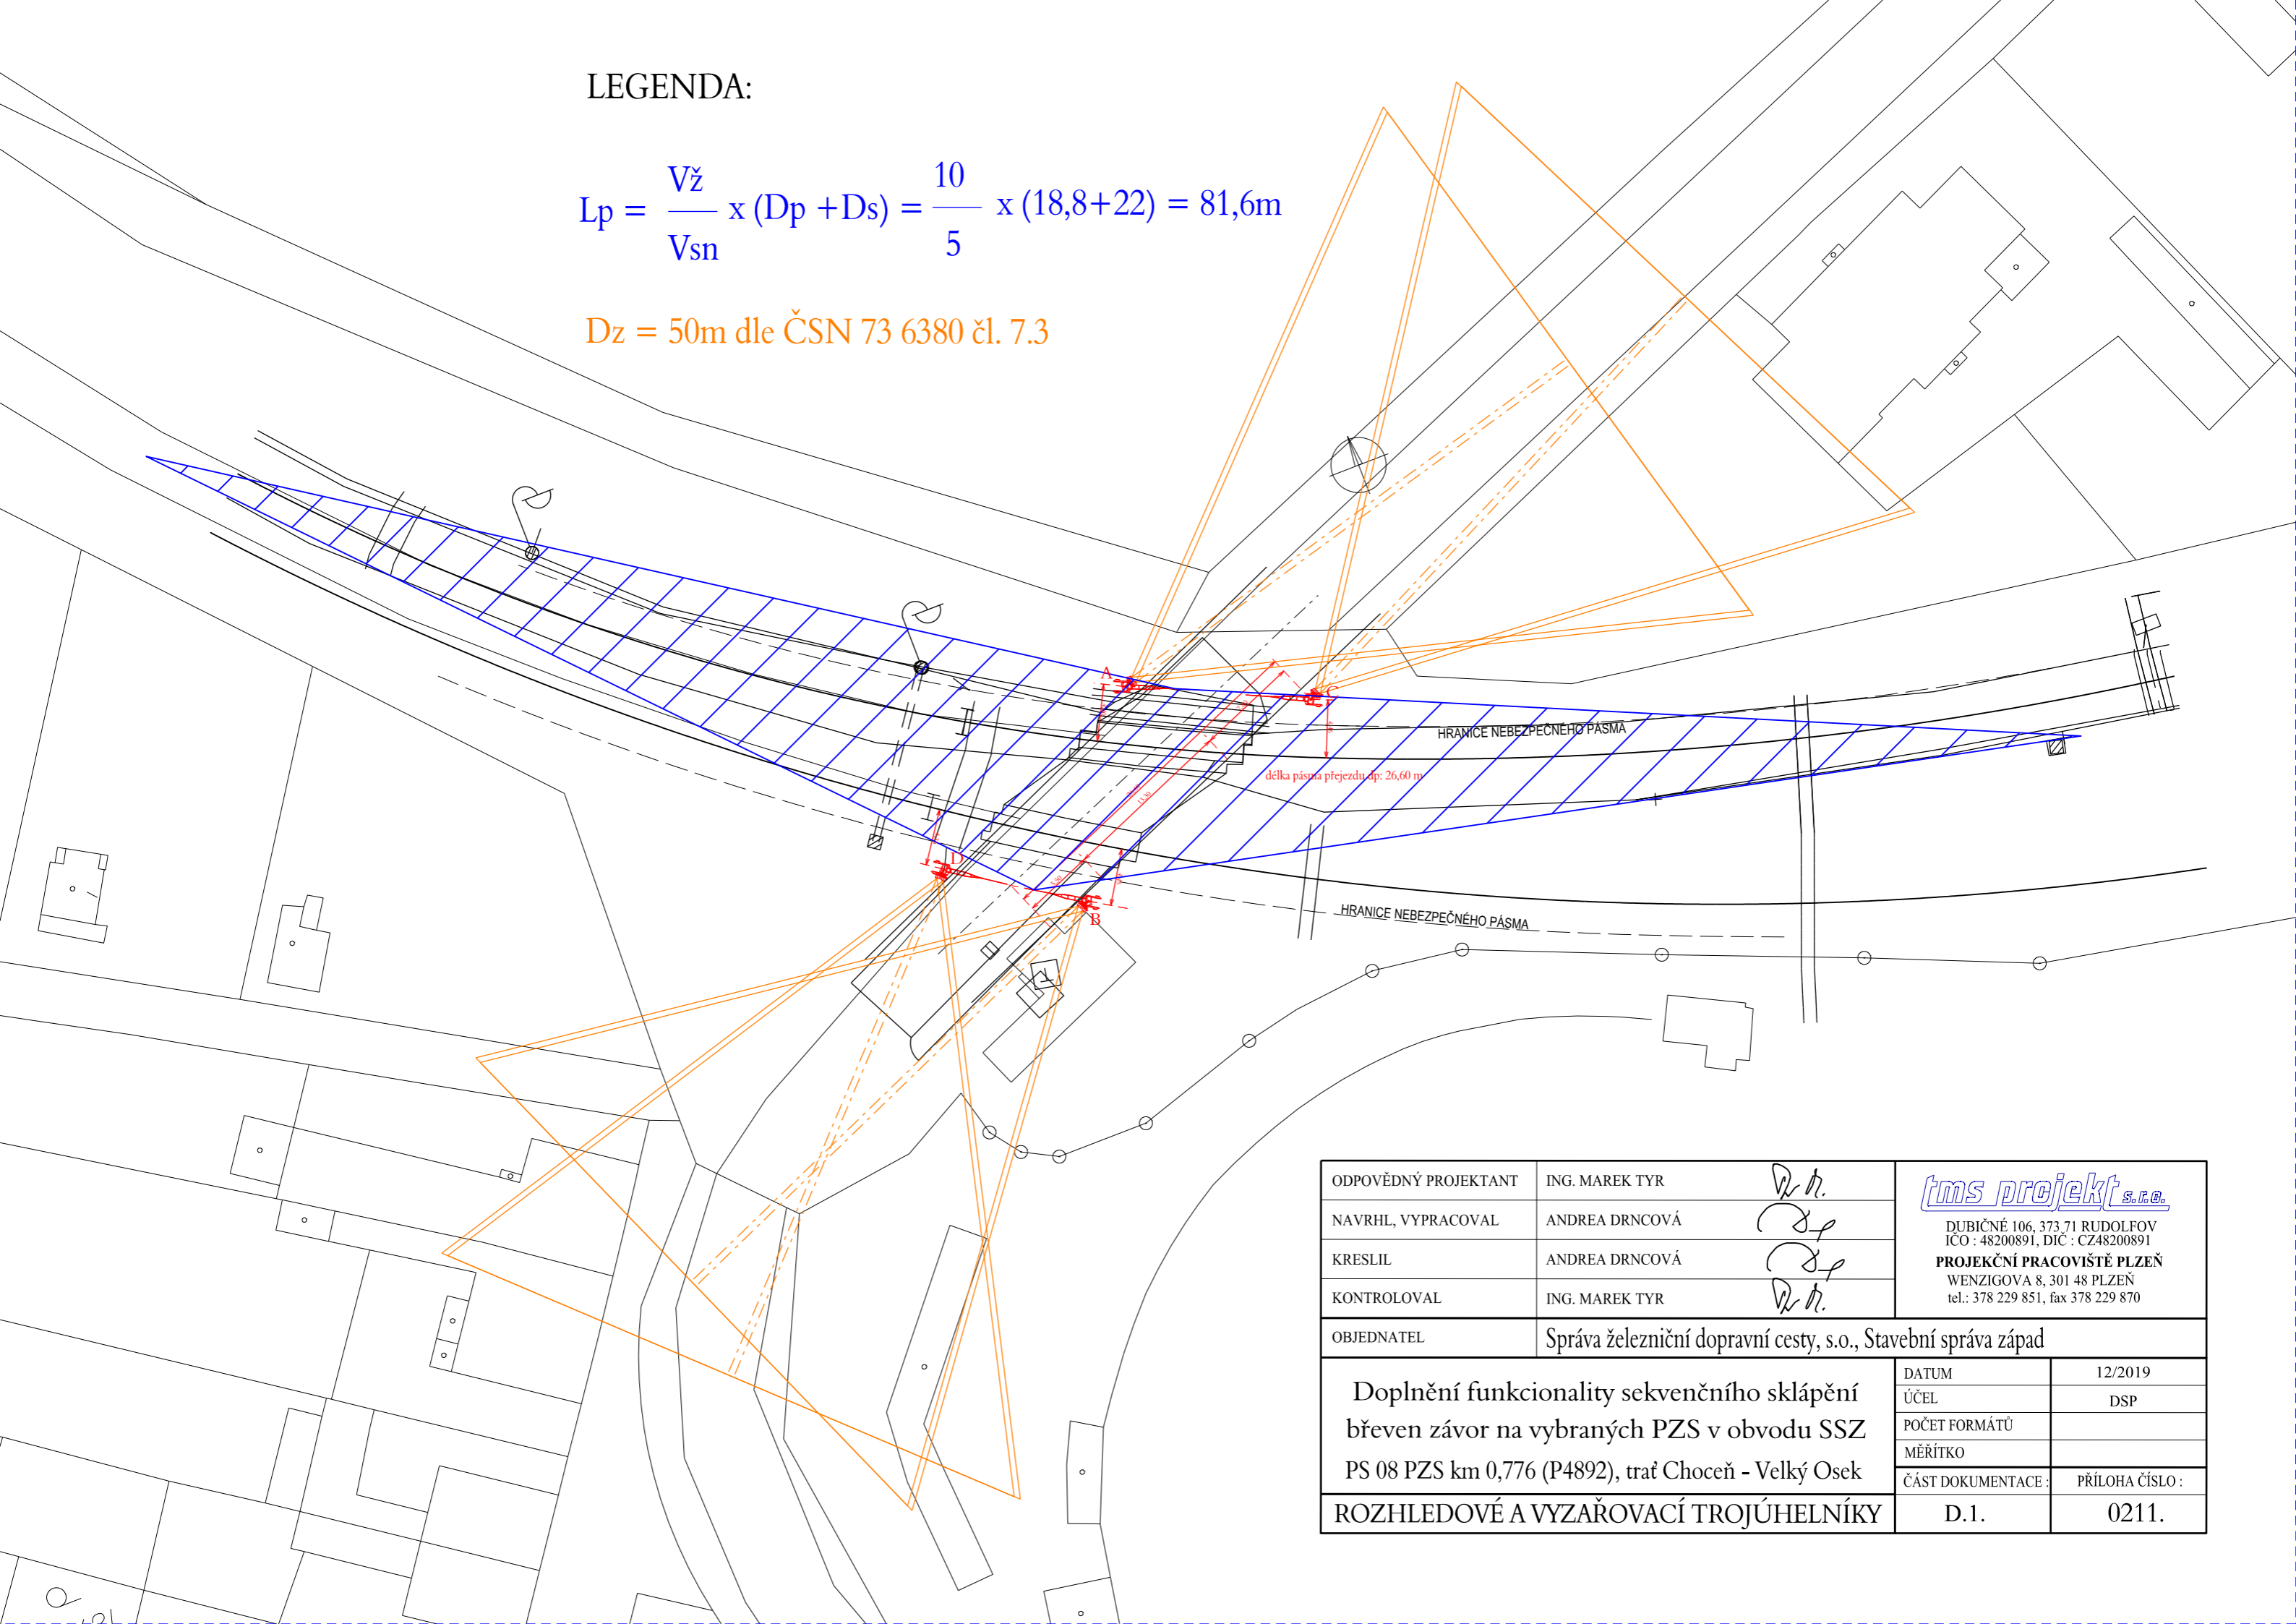 LEGENDA:
Lp = Vž / Vsn x (Dp +Ds) = 10 / 5 x (18,8+22) = 81,6m
Dz = 50m dle ČSN 73 6380 čl. 7.3
A
C
HRANICE NEBEZPEČNÉHO PÁSMA
délka pásma přejezdu dp: 26,60 m
D
B
HRANICE NEBEZPEČNÉHO PÁSMA
ODPOVĚDNÝ PROJEKTANT ING. MAREK TYR
NAVRHL, VYPRACOVAL ANDREA DRNCOVÁ
KRESLIL ANDREA DRNCOVÁ
KONTROLOVAL ING. MAREK TYR
tms projekt s.r.o.
DUBIČNÉ 106, 373 71 RUDOLFOV
IČO : 48200891, DIČ : CZ48200891
PROJEKČNÍ PRACOVIŠTĚ PLZEŇ
WENZIGOVA 8, 301 48 PLZEŇ
tel.: 378 229 851, fax 378 229 870
OBJEDNATEL Správa železniční dopravní cesty, s.o., Stavební správa západ
Doplnění funkcionality sekvenčního sklápění
břeven závor na vybraných PZS v obvodu SSZ
PS 08 PZS km 0,776 (P4892), trať Choceň - Velký Osek
ROZHLEDOVÉ A VYZAŘOVACÍ TROJÚHELNÍKY
DATUM 12/2019
ÚČEL DSP
POČET FORMÁTŮ
MĚŘÍTKO
ČÁST DOKUMENTACE : PŘÍLOHA ČÍSLO :
D.1. 0211.